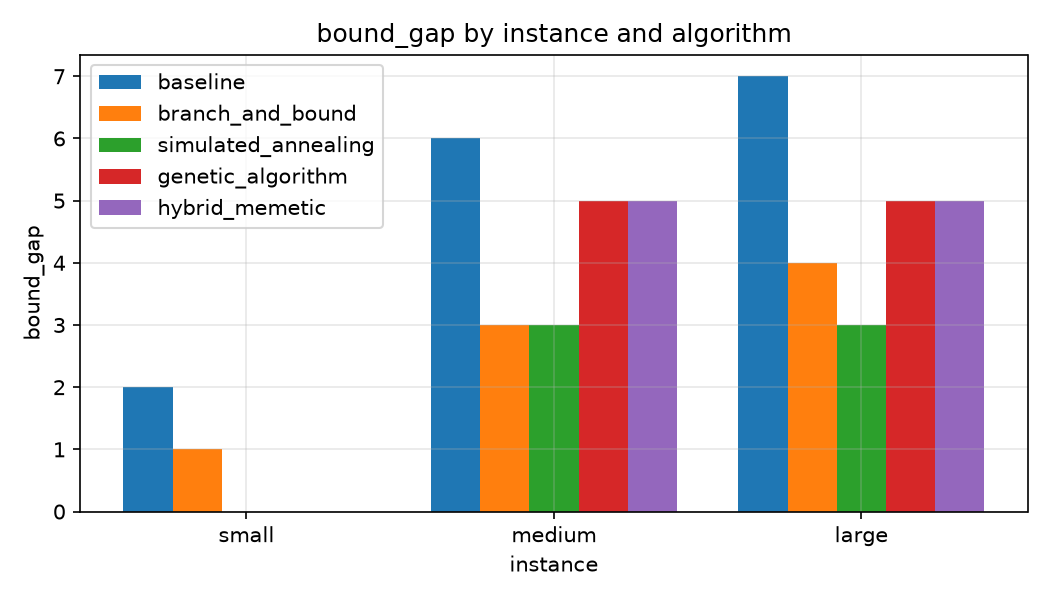 bound_gap by instance and algorithm
baseline
branch_and_bound
simulated_annealing
genetic_algorithm
hybrid_memetic
bound_gap
7
6
5
4
3
2
1
0
small medium large
instance